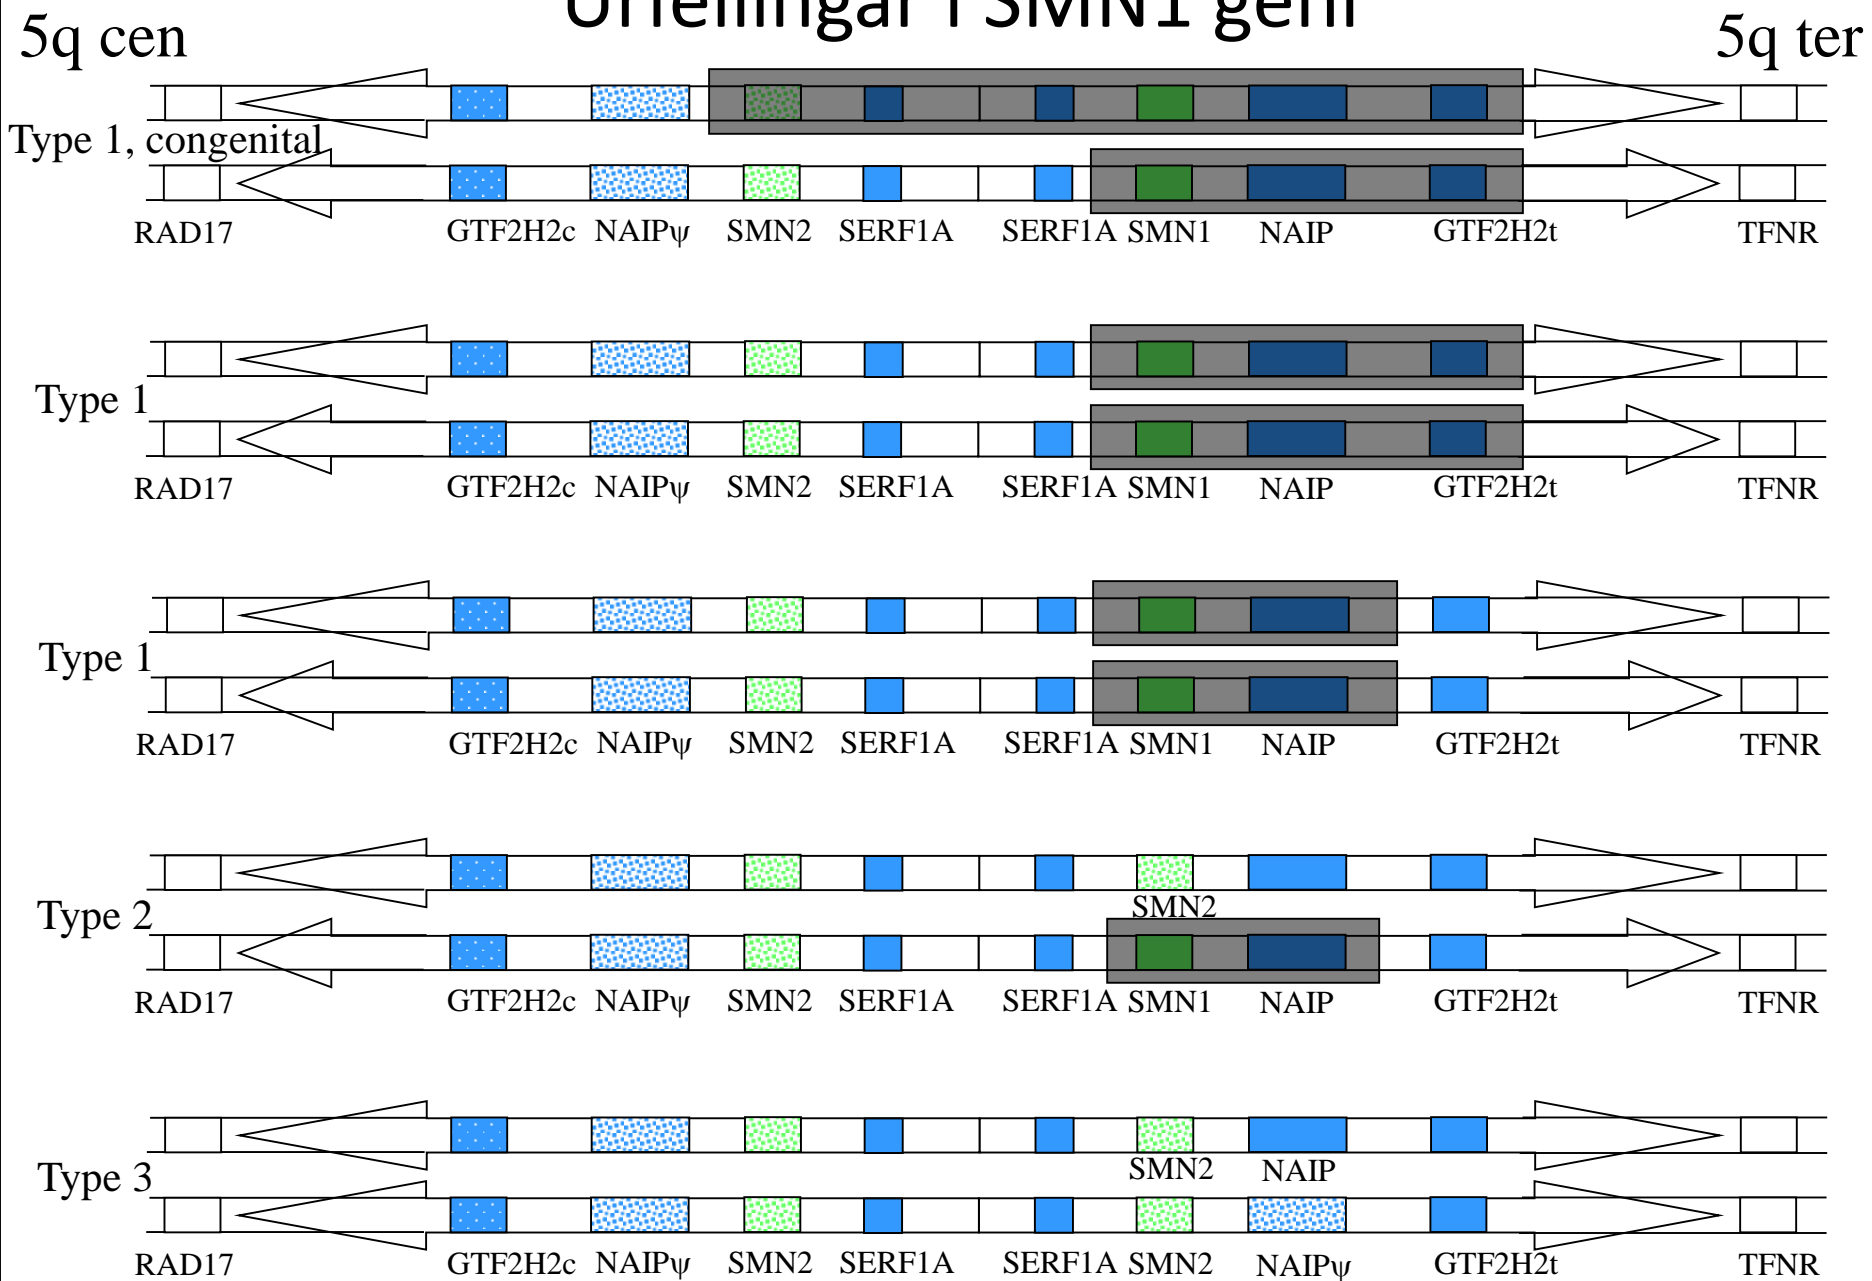 Úrfellingar í SMN1 geni
5q cen
5q ter
Type 1, congenital
RAD17 GTF2H2c NAIPψ SMN2 SERF1A SERF1A SMN1 NAIP GTF2H2t TFNR
Type 1
RAD17 GTF2H2c NAIPψ SMN2 SERF1A SERF1A SMN1 NAIP GTF2H2t TFNR
Type 1
RAD17 GTF2H2c NAIPψ SMN2 SERF1A SERF1A SMN1 NAIP GTF2H2t TFNR
SMN2
Type 2
RAD17 GTF2H2c NAIPψ SMN2 SERF1A SERF1A SMN1 NAIP GTF2H2t TFNR
SMN2 NAIP
Type 3
RAD17 GTF2H2c NAIPψ SMN2 SERF1A SERF1A SMN2 NAIPψ GTF2H2t TFNR